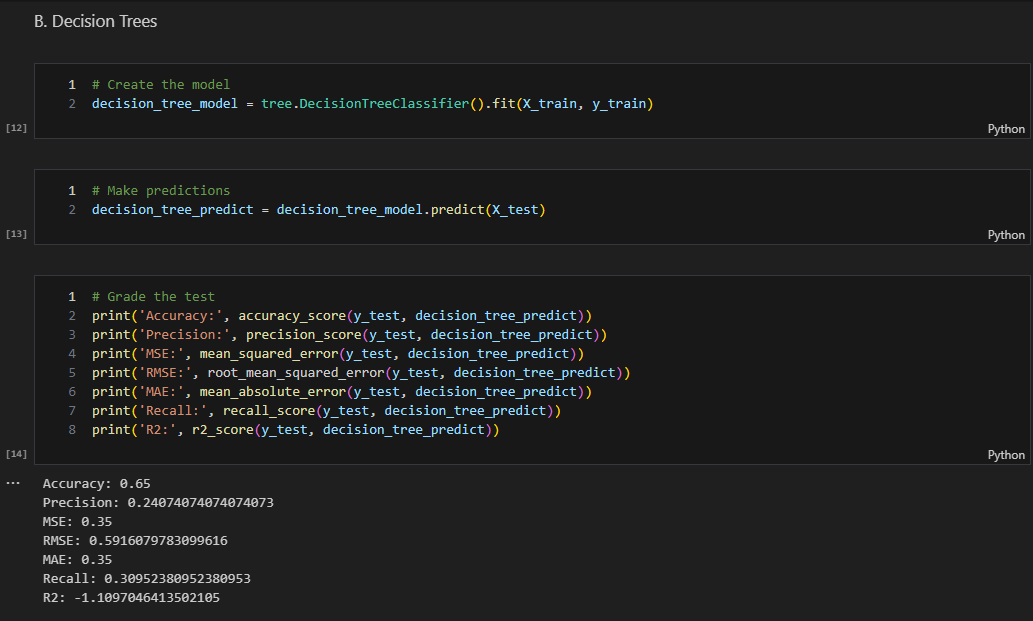 B. Decision Trees
1 # Create the model
2 decision_tree_model = tree.DecisionTreeClassifier().fit(X_train, y_train)
[12]
Python
1 # Make predictions
2 decision_tree_predict = decision_tree_model.predict(X_test)
[13]
Python
1 # Grade the test
2 print('Accuracy:', accuracy_score(y_test, decision_tree_predict))
3 print('Precision:', precision_score(y_test, decision_tree_predict))
4 print('MSE:', mean_squared_error(y_test, decision_tree_predict))
5 print('RMSE:', root_mean_squared_error(y_test, decision_tree_predict))
6 print('MAE:', mean_absolute_error(y_test, decision_tree_predict))
7 print('Recall:', recall_score(y_test, decision_tree_predict))
8 print('R2:', r2_score(y_test, decision_tree_predict))
[14]
Python
... Accuracy: 0.65
Precision: 0.24074074074074073
MSE: 0.35
RMSE: 0.5916079783099616
MAE: 0.35
Recall: 0.30952380952380953
R2: -1.1097046413502105